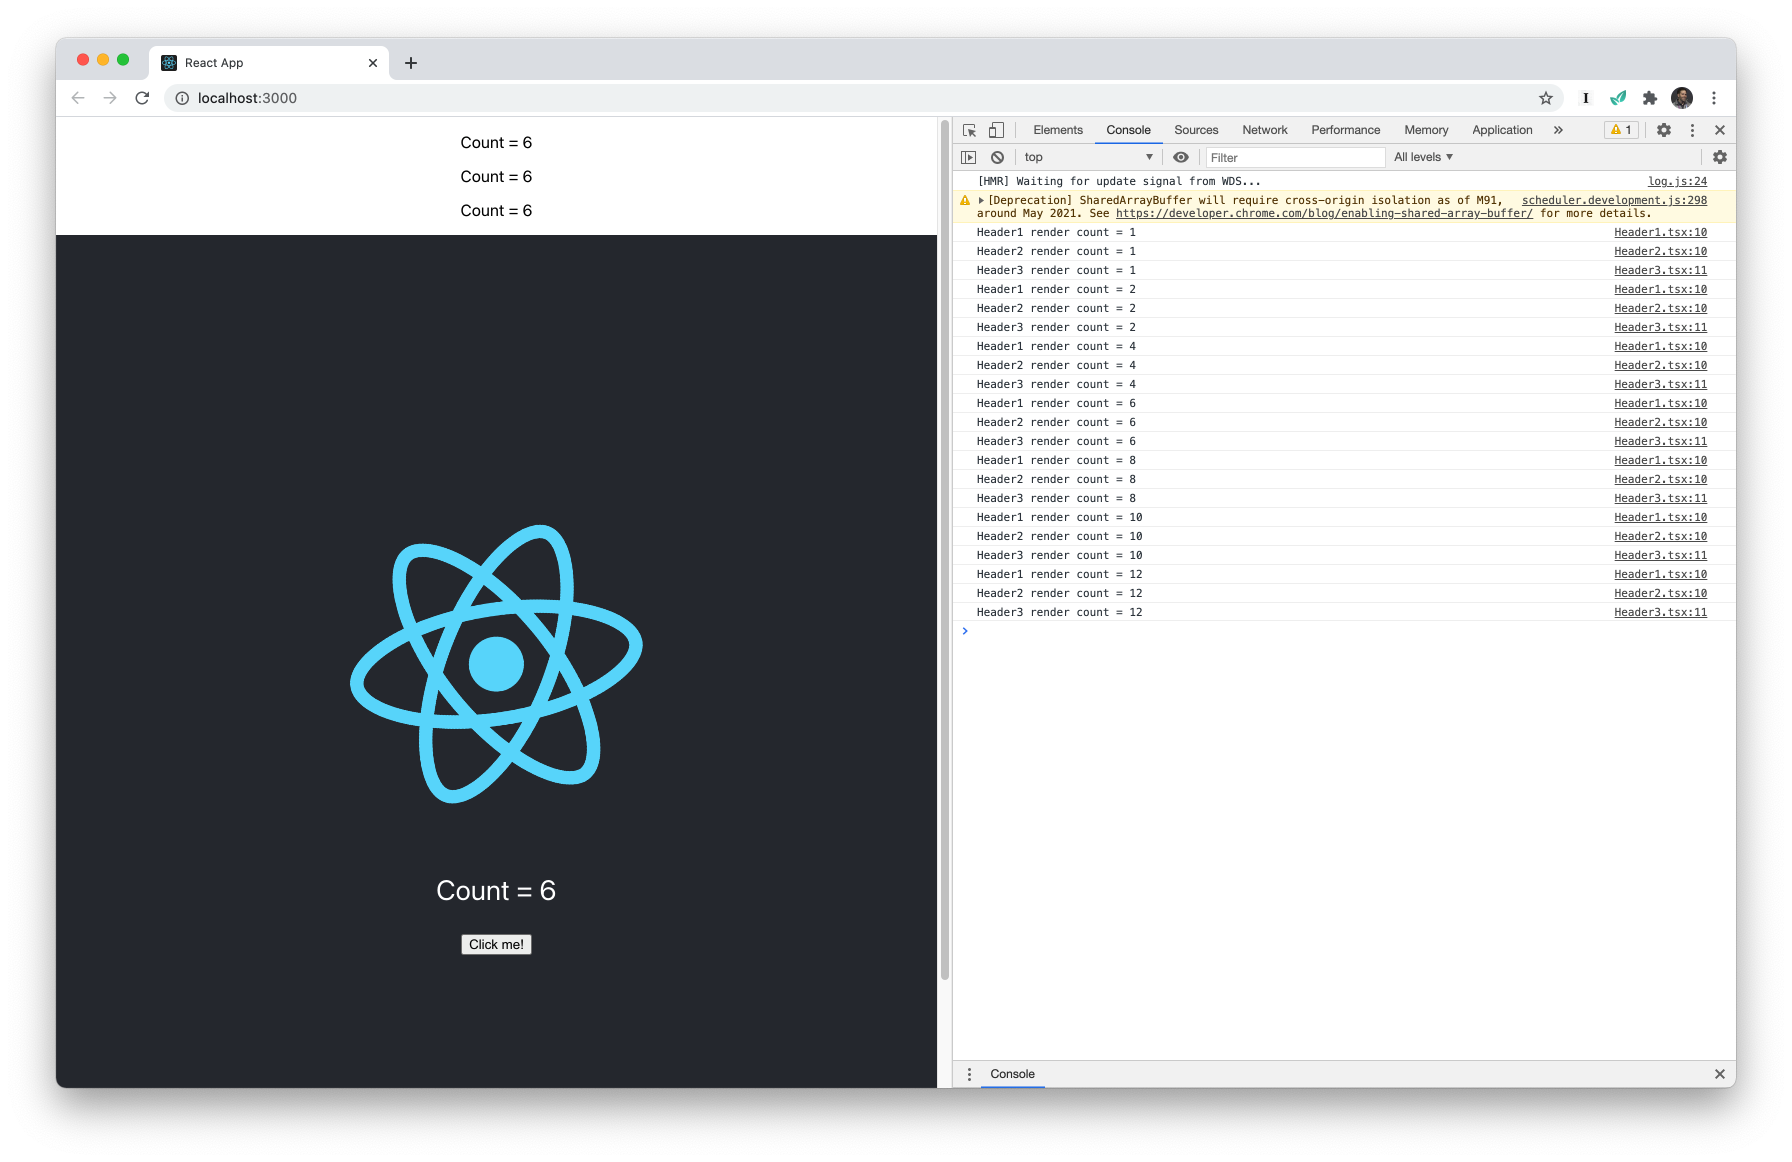 React App
localhost:3000
Count = 6
Count = 6
Count = 6
Count = 6
Click me!
Elements Console Sources Network Performance Memory Application » 1
top Filter All levels
[HMR] Waiting for update signal from WDS... log.js:24
[Deprecation] SharedArrayBuffer will require cross-origin isolation as of M91, scheduler.development.js:298
around May 2021. See https://developer.chrome.com/blog/enabling-shared-array-buffer/ for more details.
Header1 render count = 1 Header1.tsx:10
Header2 render count = 1 Header2.tsx:10
Header3 render count = 1 Header3.tsx:11
Header1 render count = 2 Header1.tsx:10
Header2 render count = 2 Header2.tsx:10
Header3 render count = 2 Header3.tsx:11
Header1 render count = 4 Header1.tsx:10
Header2 render count = 4 Header2.tsx:10
Header3 render count = 4 Header3.tsx:11
Header1 render count = 6 Header1.tsx:10
Header2 render count = 6 Header2.tsx:10
Header3 render count = 6 Header3.tsx:11
Header1 render count = 8 Header1.tsx:10
Header2 render count = 8 Header2.tsx:10
Header3 render count = 8 Header3.tsx:11
Header1 render count = 10 Header1.tsx:10
Header2 render count = 10 Header2.tsx:10
Header3 render count = 10 Header3.tsx:11
Header1 render count = 12 Header1.tsx:10
Header2 render count = 12 Header2.tsx:10
Header3 render count = 12 Header3.tsx:11
Console